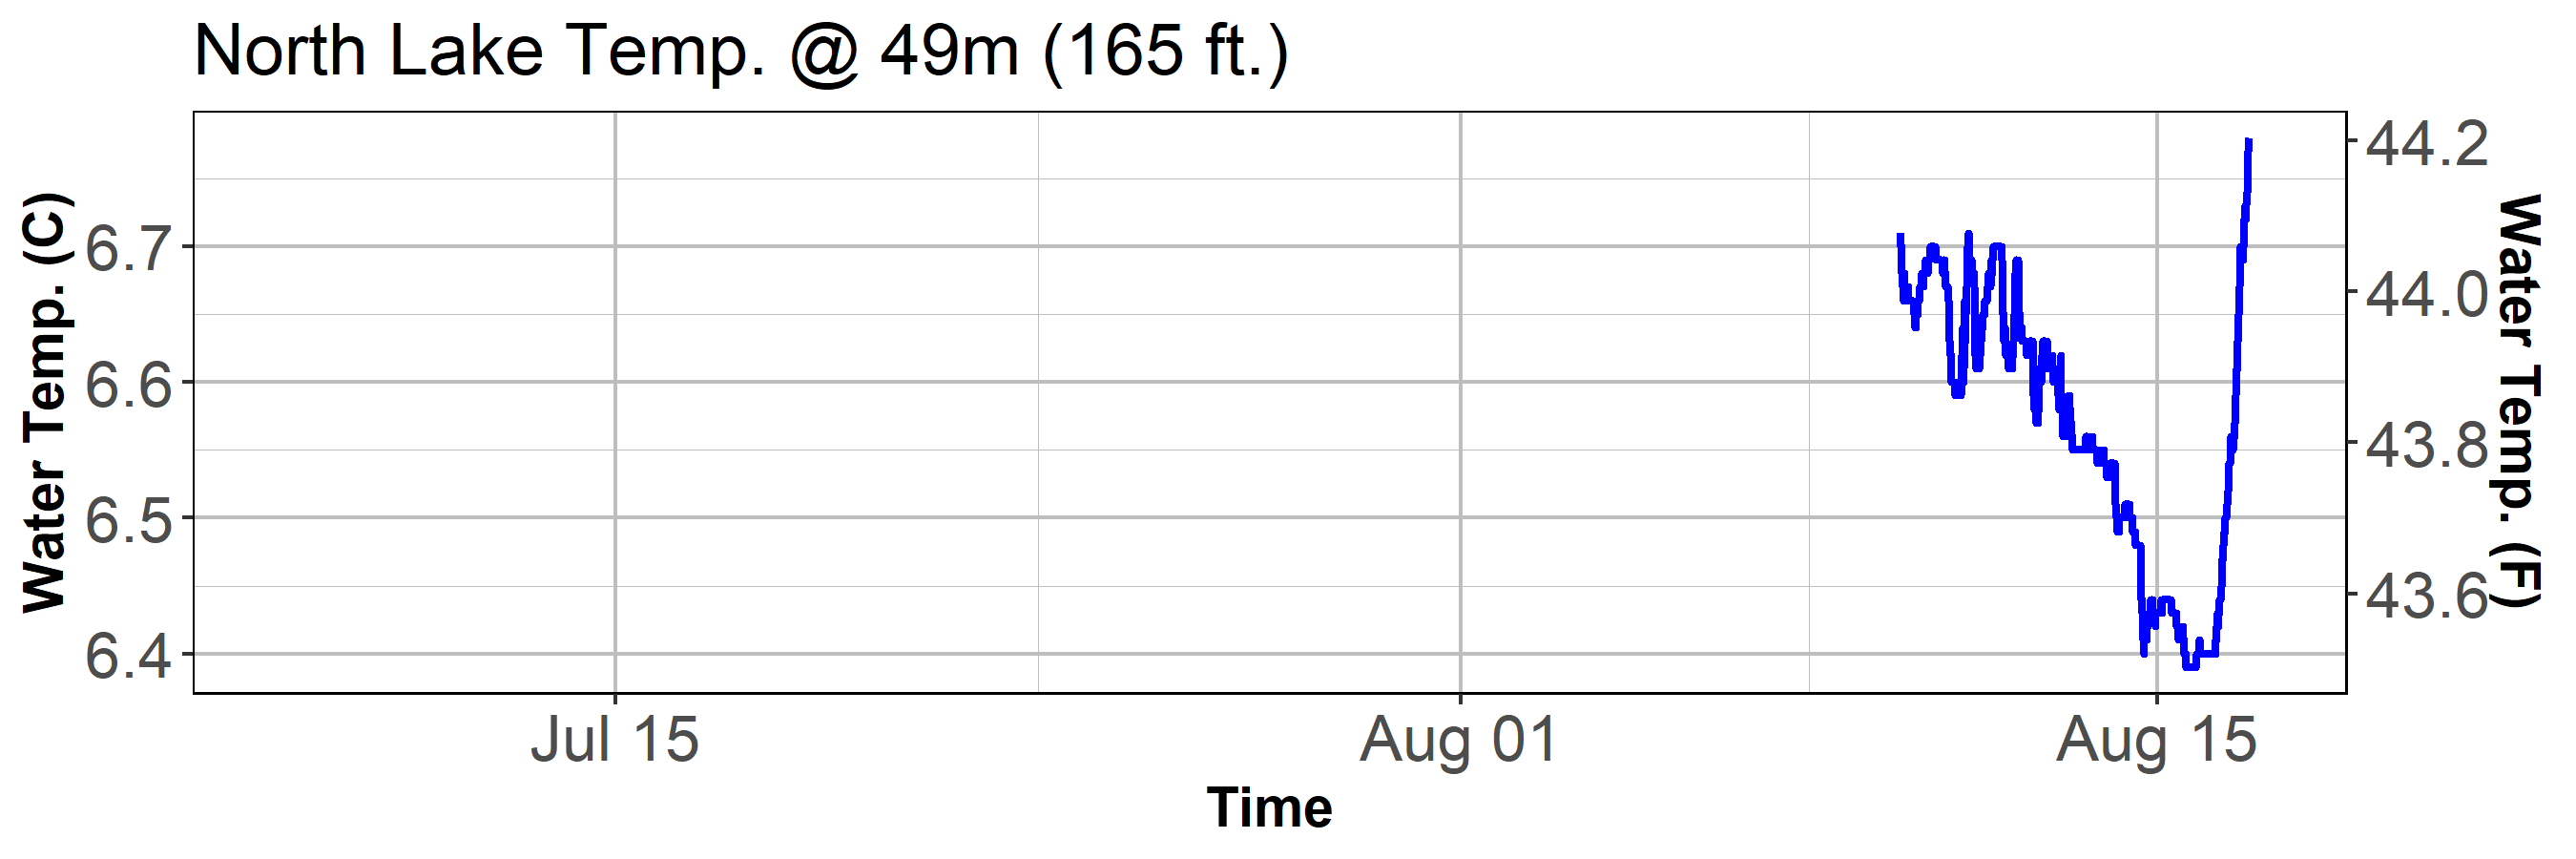 North Lake Temp. @ 49m (165 ft.)
Water Temp. (C)
6.7
6.6
6.5
6.4
44.2
44.0
43.8
43.6
Water Temp. (F)
Jul 15
Aug 01
Aug 15
Time